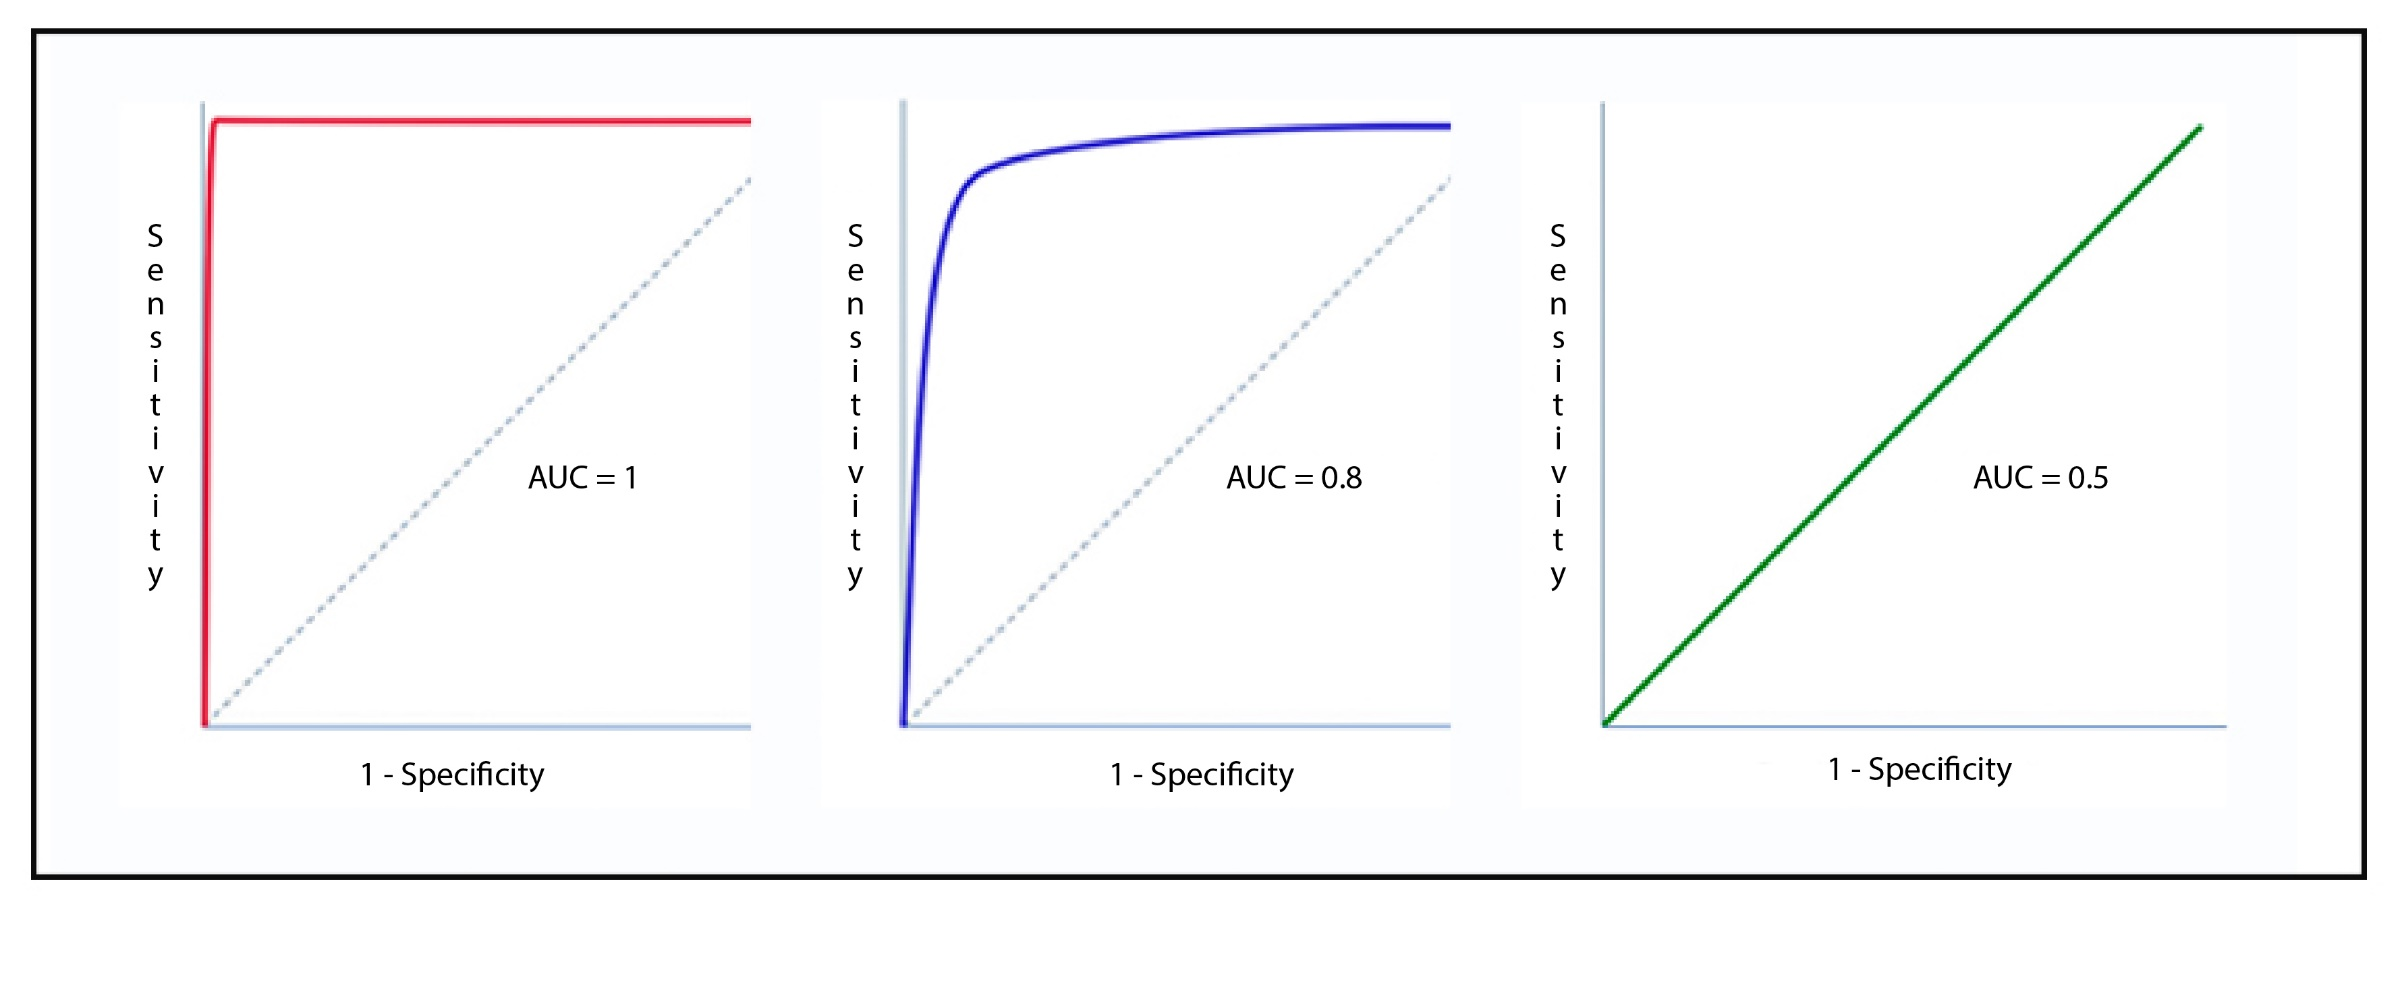 Sensitivity
AUC = 1
1 - Specificity
Sensitivity
AUC = 0.8
1 - Specificity
Sensitivity
AUC = 0.5
1 - Specificity